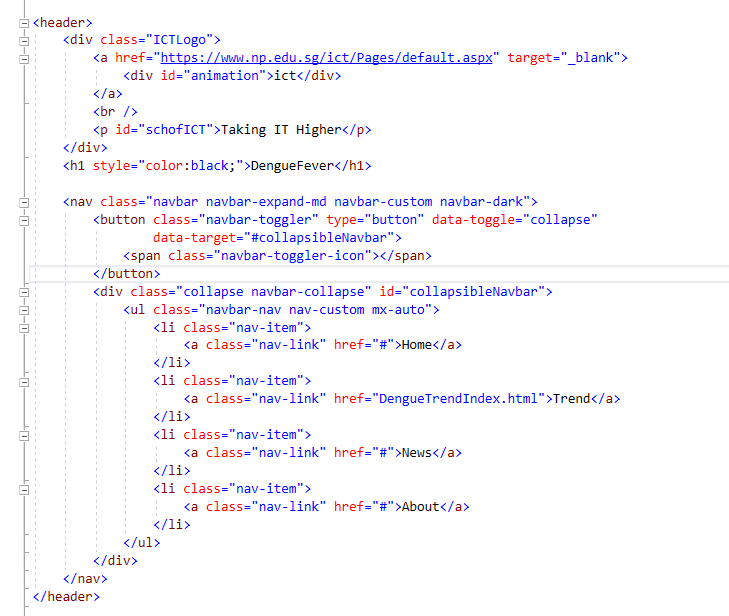 <header>
<div class="ICTLogo">
<a href="https://www.np.edu.sg/ict/Pages/default.aspx" target="_blank">
<div id="animation">ict</div>
</a>
<br />
<p id="schofICT">Taking IT Higher</p>
</div>
<h1 style="color:black;">DengueFever</h1>
<nav class="navbar navbar-expand-md navbar-custom navbar-dark">
<button class="navbar-toggler" type="button" data-toggle="collapse"
data-target="#collapsibleNavbar">
<span class="navbar-toggler-icon"></span>
</button>
<div class="collapse navbar-collapse" id="collapsibleNavbar">
<ul class="navbar-nav nav-custom mx-auto">
<li class="nav-item">
<a class="nav-link" href="#">Home</a>
</li>
<li class="nav-item">
<a class="nav-link" href="DengueTrendIndex.html">Trend</a>
</li>
<li class="nav-item">
<a class="nav-link" href="#">News</a>
</li>
<li class="nav-item">
<a class="nav-link" href="#">About</a>
</li>
</ul>
</div>
</nav>
</header>